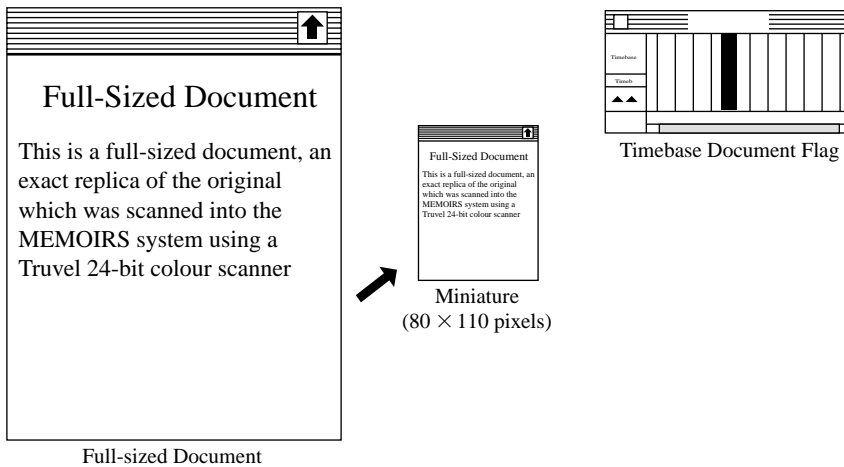 Full-Sized Document
This is a full-sized document, an
exact replica of the original
which was scanned into the
MEMOIRS system using a
Truvel 24-bit colour scanner
Full-sized Document
Full-Sized Document
This is a full-sized document, an
exact replica of the original
which was scanned into the
MEMOIRS system using a
Truvel 24-bit colour scanner
Miniature
(80 × 110 pixels)
Timebase
Timeb
Timebase Document Flag